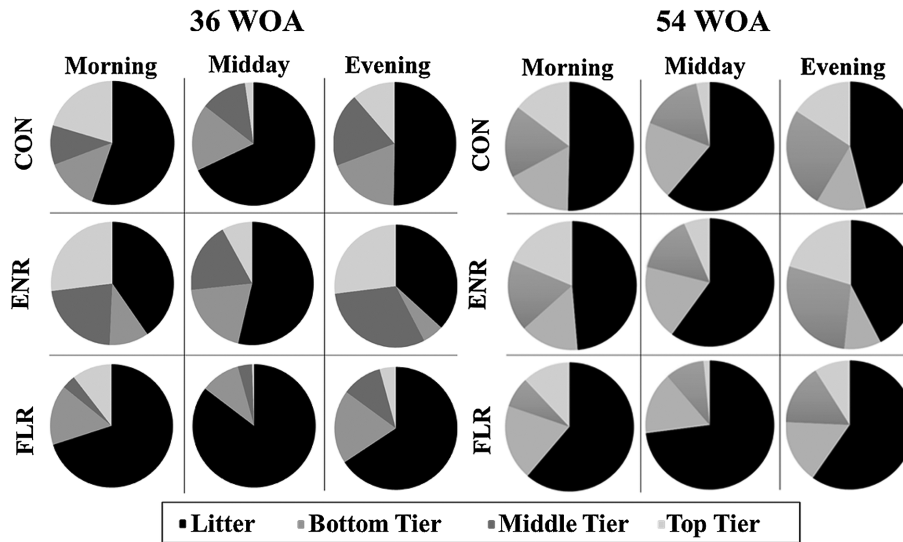 36 WOA 54 WOA
Morning Midday Evening Morning Midday Evening
CON CON
ENR ENR
FLR FLR
Litter Bottom Tier Middle Tier Top Tier